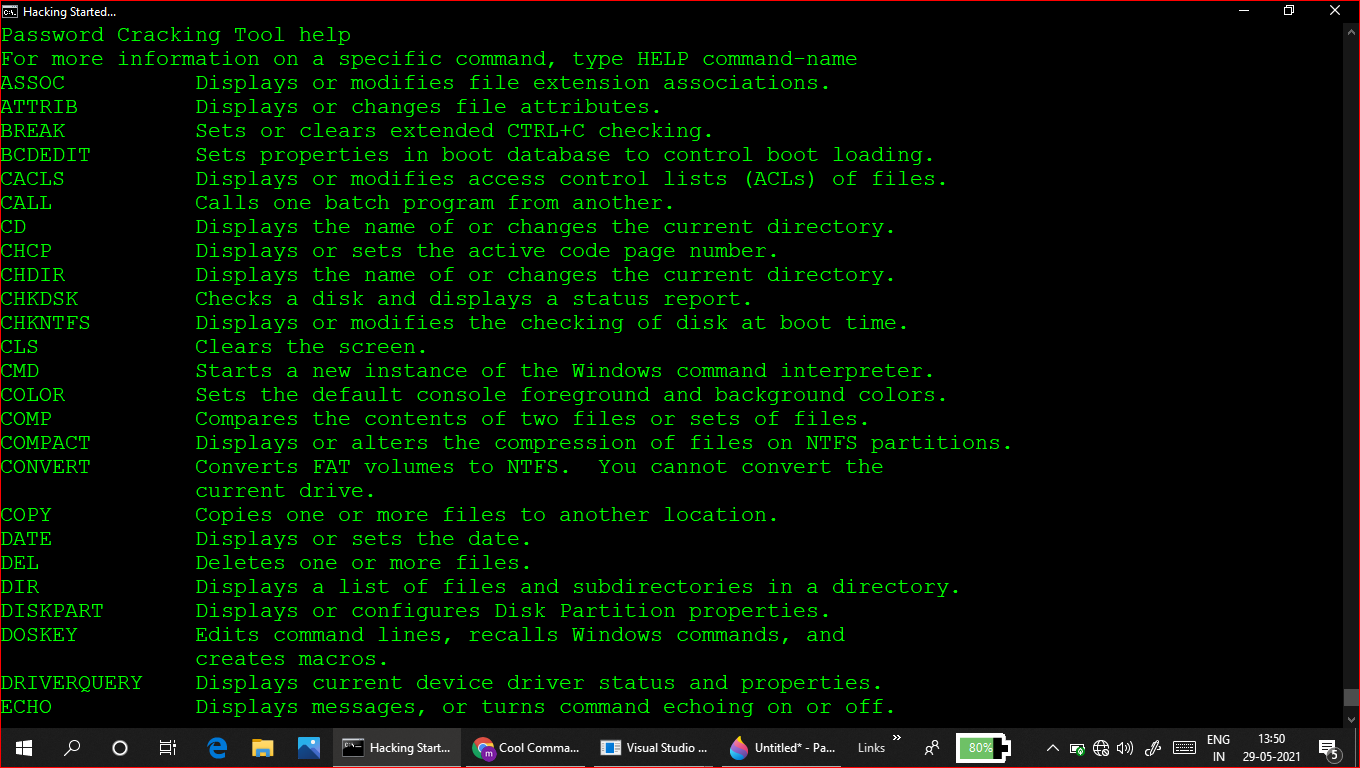 Hacking Started...
Password Cracking Tool help
For more information on a specific command, type HELP command-name
ASSOC Displays or modifies file extension associations.
ATTRIB Displays or changes file attributes.
BREAK Sets or clears extended CTRL+C checking.
BCDEDIT Sets properties in boot database to control boot loading.
CACLS Displays or modifies access control lists (ACLs) of files.
CALL Calls one batch program from another.
CD Displays the name of or changes the current directory.
CHCP Displays or sets the active code page number.
CHDIR Displays the name of or changes the current directory.
CHKDSK Checks a disk and displays a status report.
CHKNTFS Displays or modifies the checking of disk at boot time.
CLS Clears the screen.
CMD Starts a new instance of the Windows command interpreter.
COLOR Sets the default console foreground and background colors.
COMP Compares the contents of two files or sets of files.
COMPACT Displays or alters the compression of files on NTFS partitions.
CONVERT Converts FAT volumes to NTFS.  You cannot convert the
current drive.
COPY Copies one or more files to another location.
DATE Displays or sets the date.
DEL Deletes one or more files.
DIR Displays a list of files and subdirectories in a directory.
DISKPART Displays or configures Disk Partition properties.
DOSKEY Edits command lines, recalls Windows commands, and
creates macros.
DRIVERQUERY Displays current device driver status and properties.
ECHO Displays messages, or turns command echoing on or off.
Hacking Start... m Cool Comma... Visual Studio ... Untitled* - Pa... Links » 80% ENG 13:50
IN 29-05-2021 5